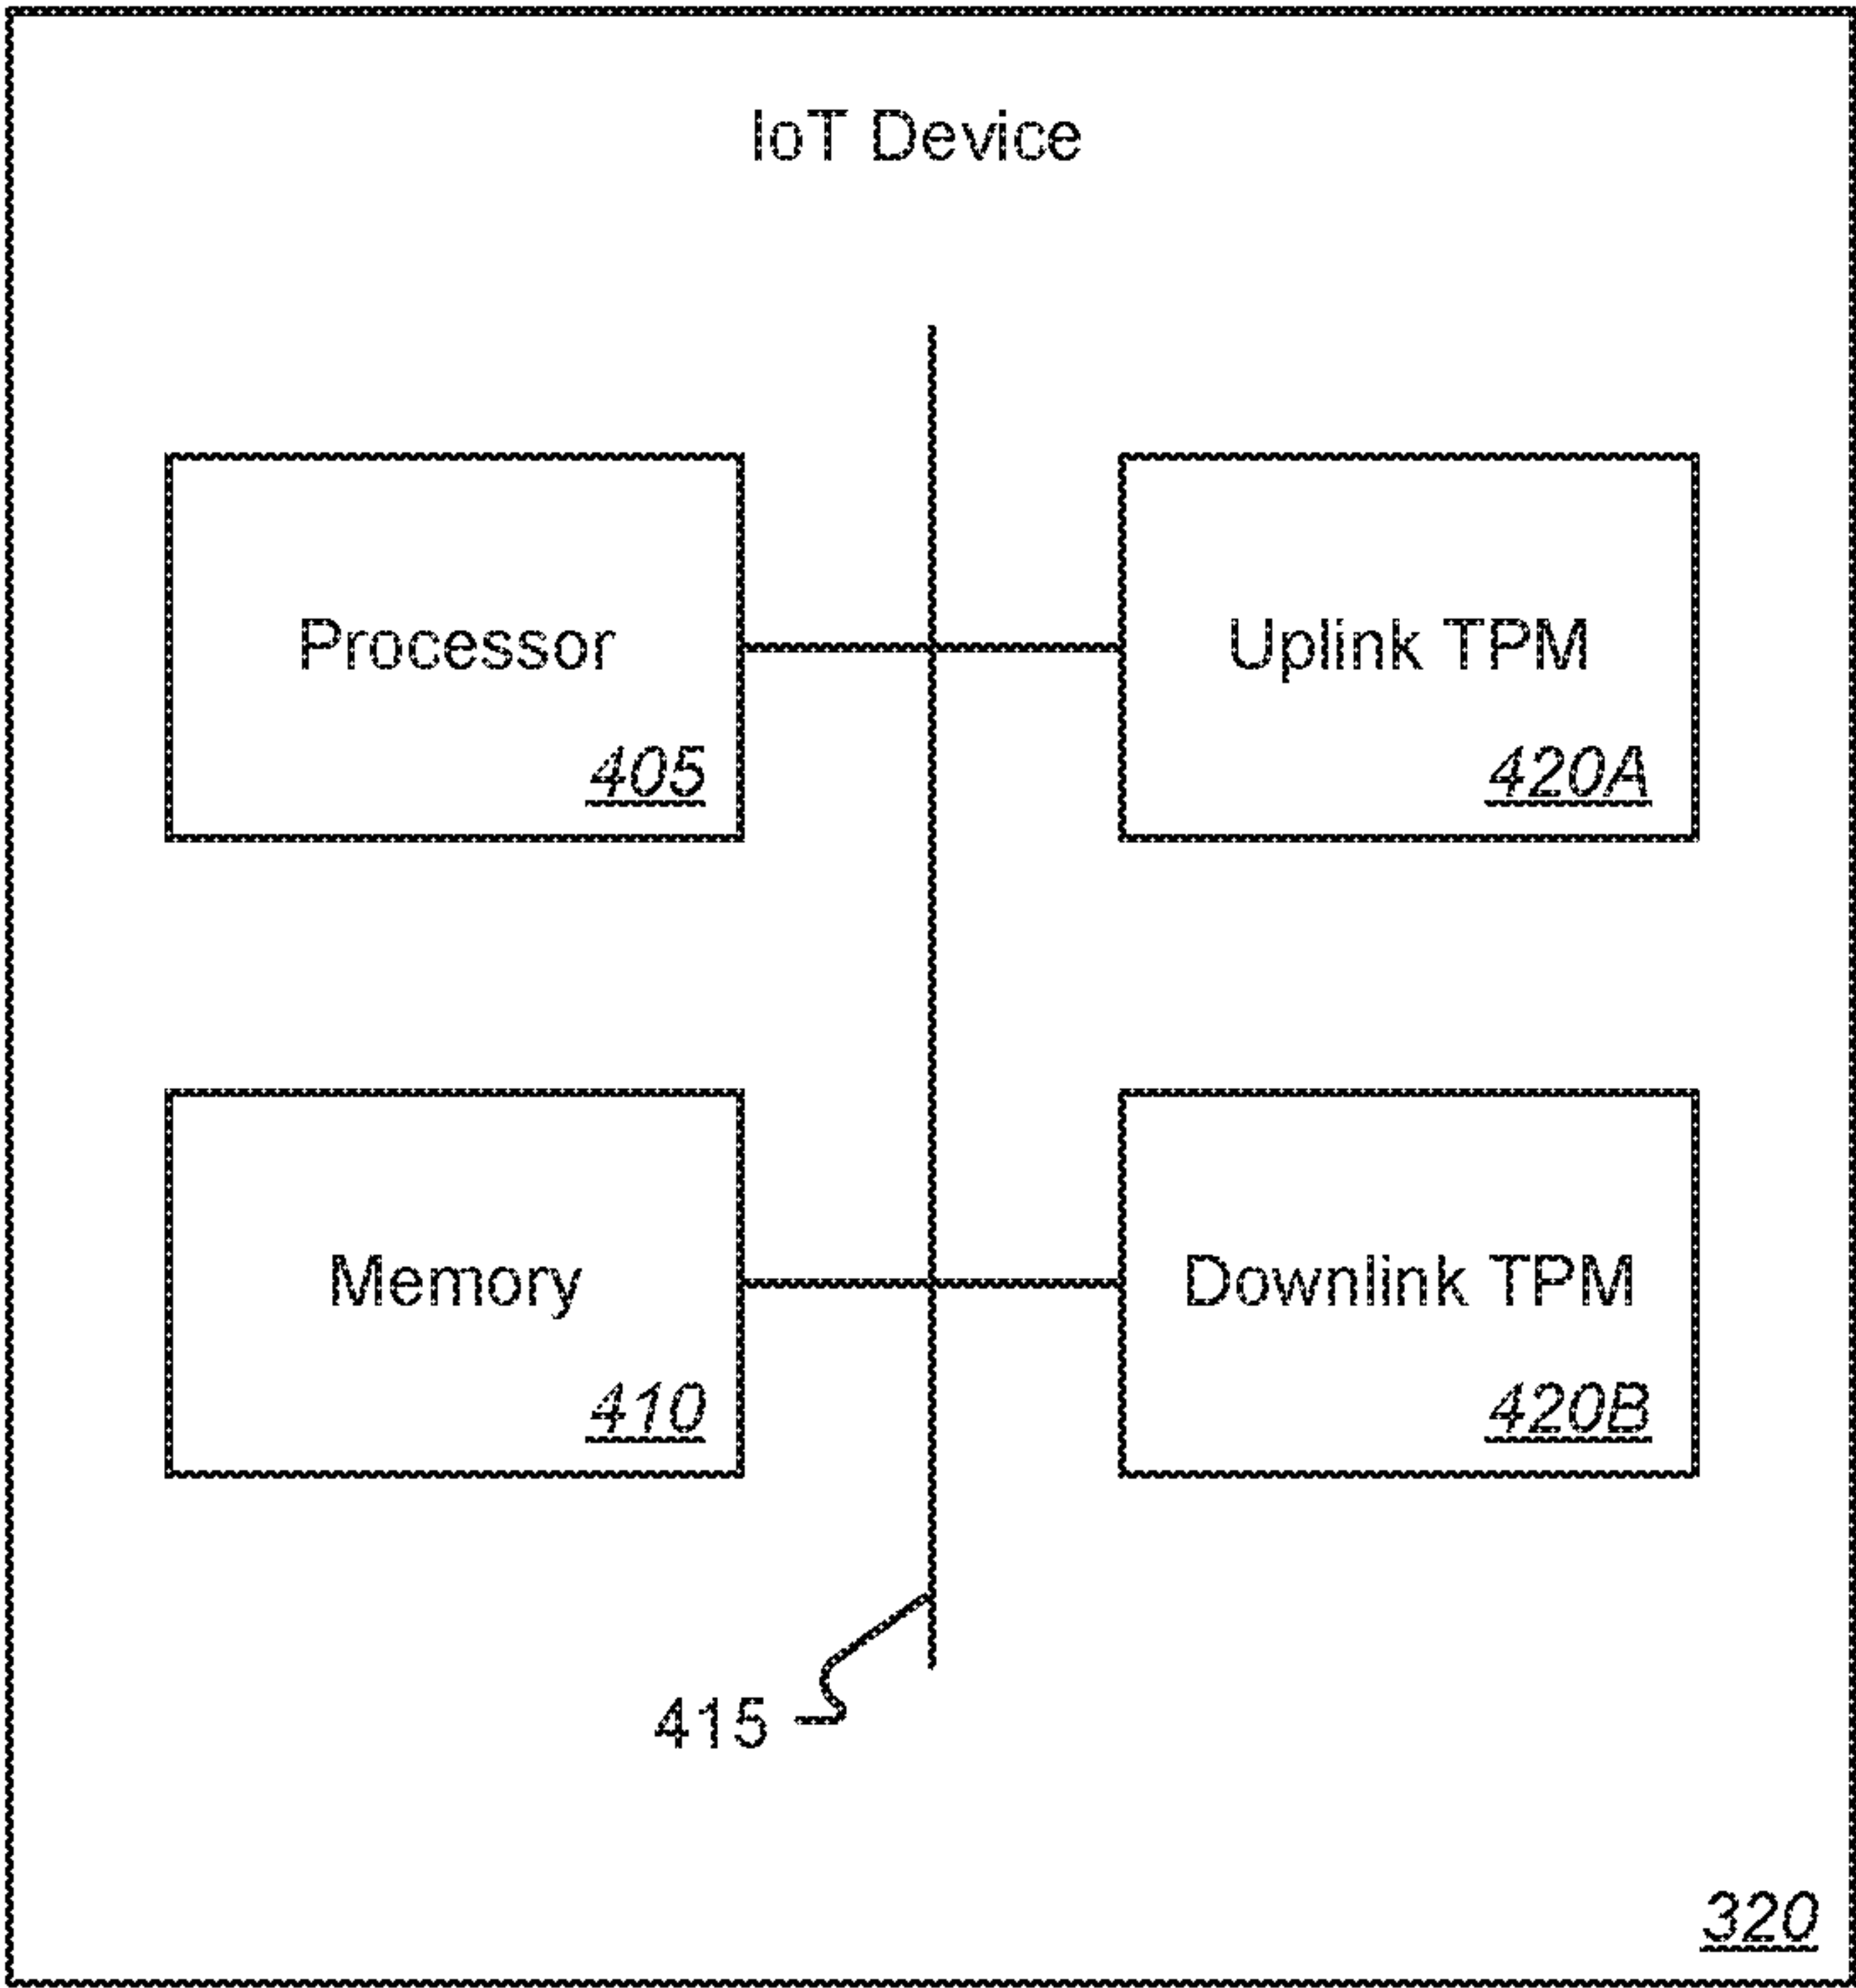 IoT Device
Processor
405
Uplink TPM
420A
Memory
410
Downlink TPM
420B
415
320